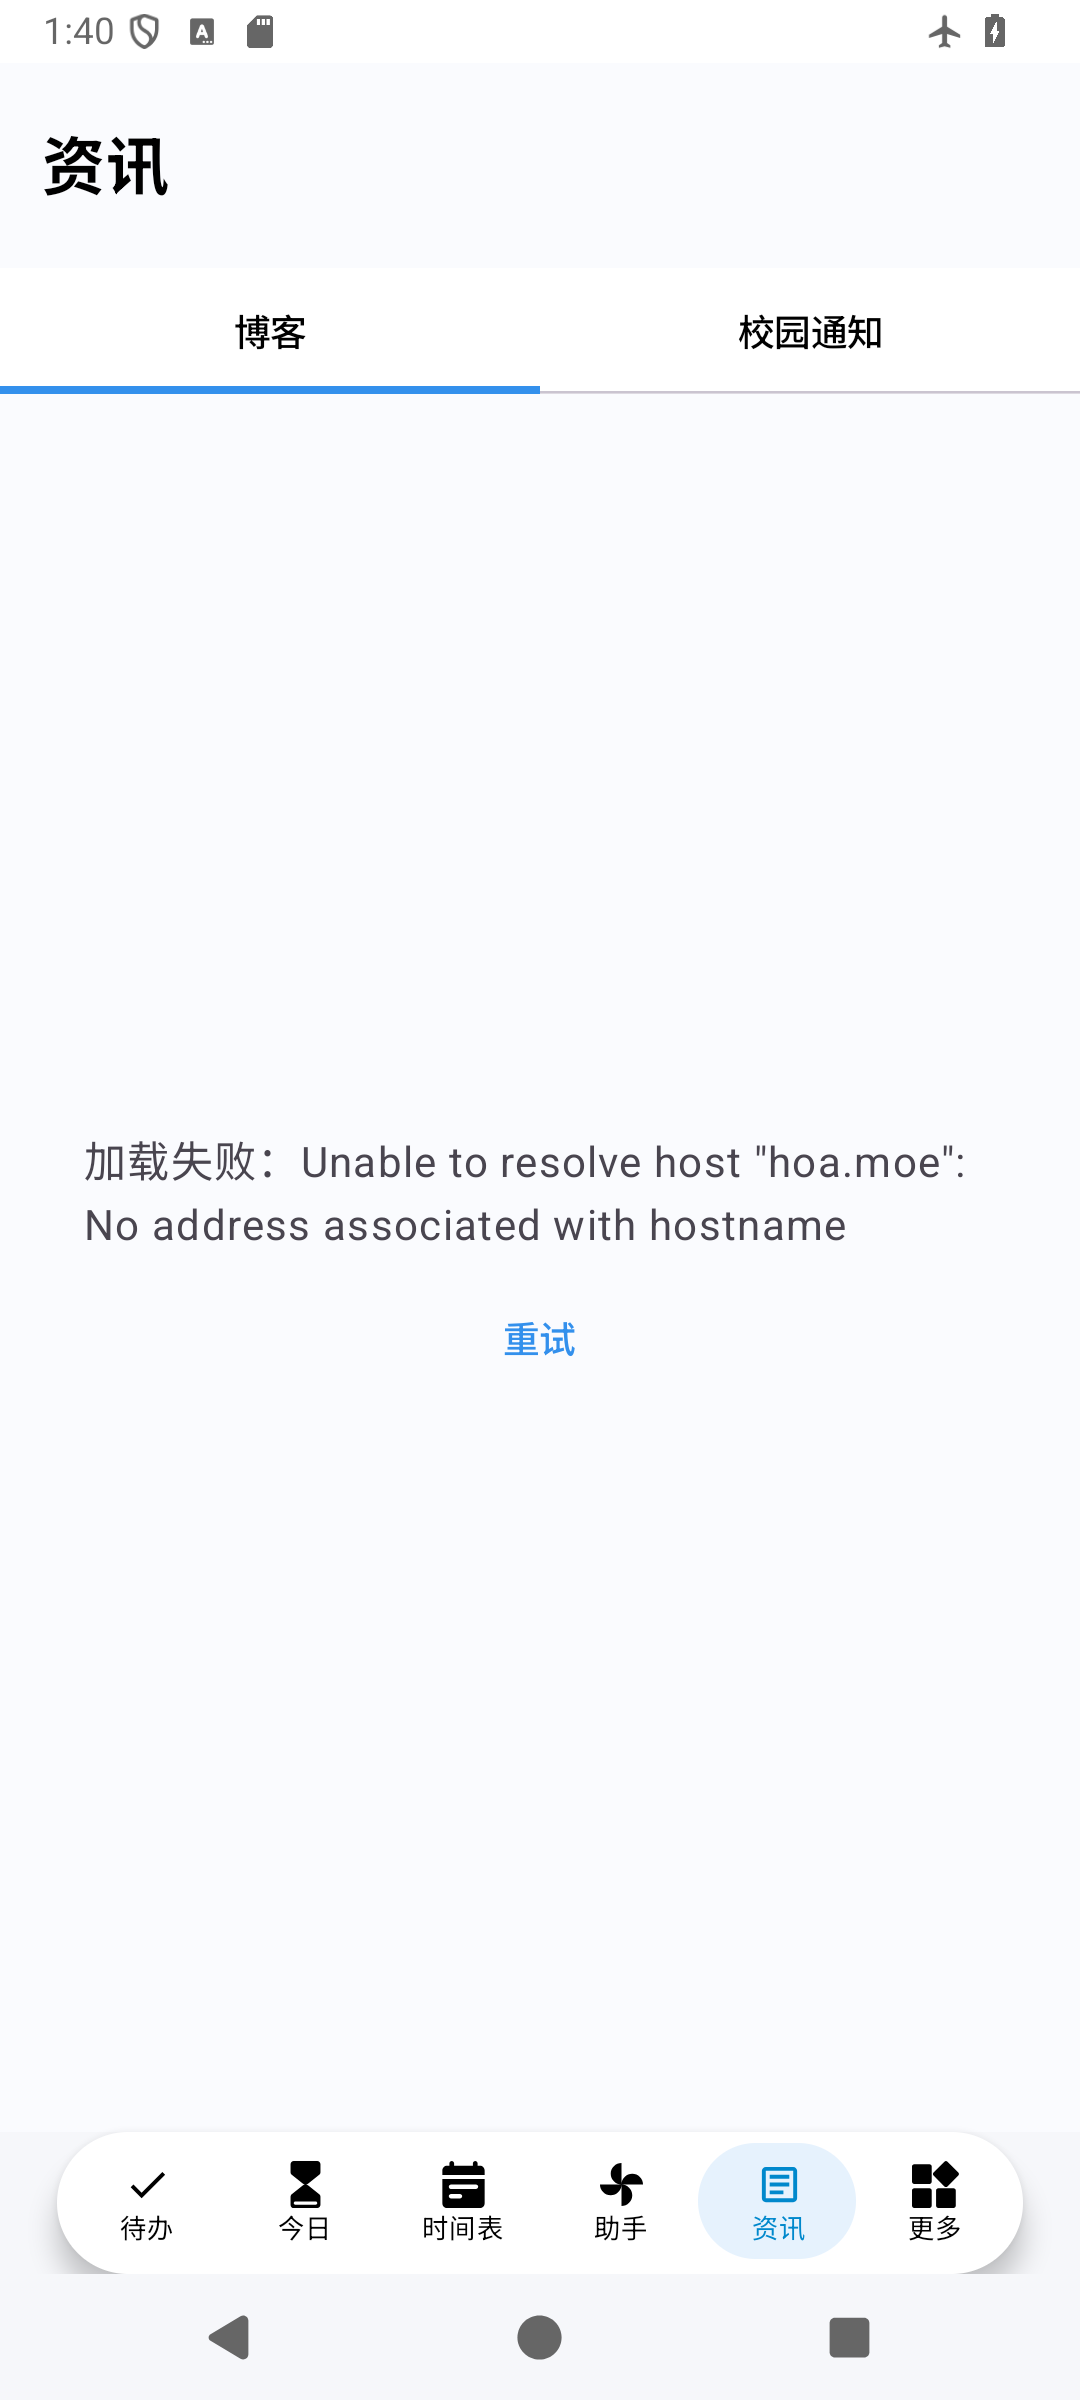 1:40
资讯
博客
校园通知
加载失败：Unable to resolve host "hoa.moe":
No address associated with hostname
重试
待办
今日
时间表
助手
资讯
更多